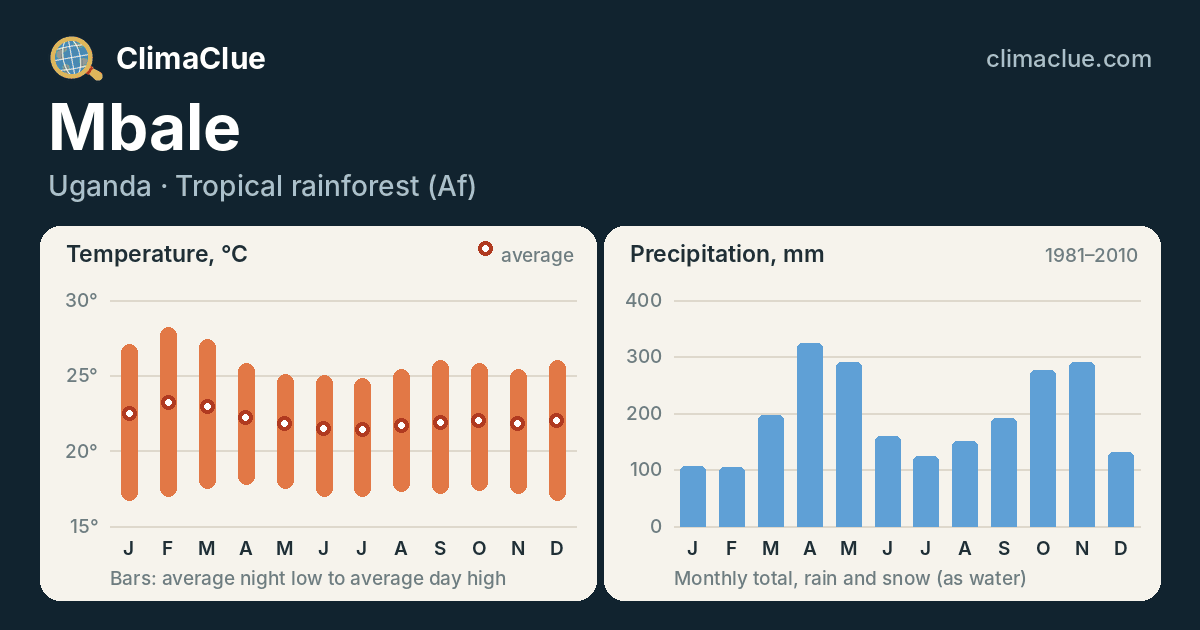 ClimaClue
climaclue.com
Mbale
Uganda · Tropical rainforest (Af)
Temperature, °C
average
30°
25°
20°
15°
J F M A M J J A S O N D
Bars: average night low to average day high
Precipitation, mm
1981–2010
400
300
200
100
0
J F M A M J J A S O N D
Monthly total, rain and snow (as water)